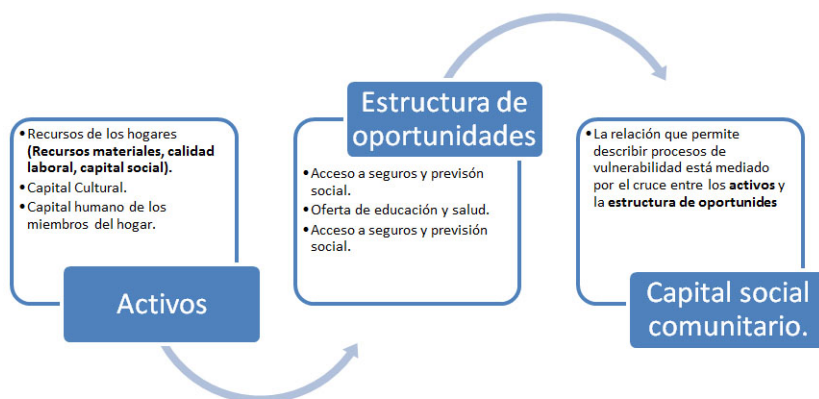 • Recursos de los hogares
(Recursos materiales, calidad
laboral, capital social).
• Capital Cultural.
• Capital humano de los
miembros del hogar.
Activos
Estructura de
oportunidades
• Acceso a seguros y previsón
social.
• Oferta de educación y salud.
• Acceso a seguros y previsión
social.
• La relación que permite
describir procesos de
vulnerabilidad está mediado
por el cruce entre los activos y
la estructura de oportunides
Capital social
comunitario.